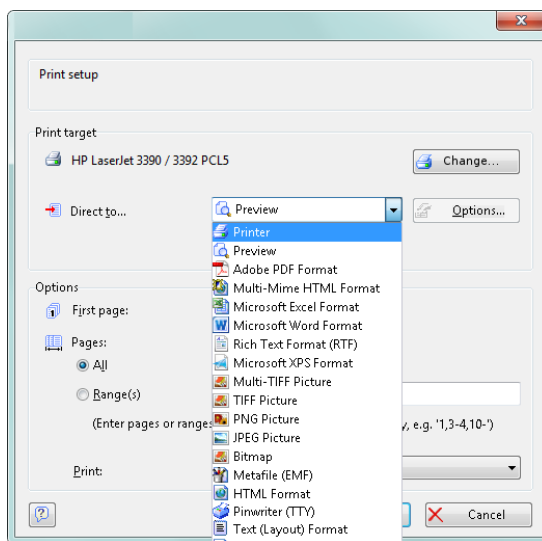 Print setup
Print target
HP LaserJet 3390 / 3392 PCL5
Change...
Direct to...
Preview
Options...
Printer
Preview
Adobe PDF Format
Multi-Mime HTML Format
Options
Microsoft Excel Format
First page:
Microsoft Word Format
Rich Text Format (RTF)
Pages:
Microsoft XPS Format
All
Multi-TIFF Picture
TIFF Picture
Range(s)
PNG Picture
(Enter pages or range
y, e.g. '1,3-4,10-')
JPEG Picture
Bitmap
Print:
Metafile (EMF)
HTML Format
Pinwriter (TTY)
Cancel
Text (Layout) Format